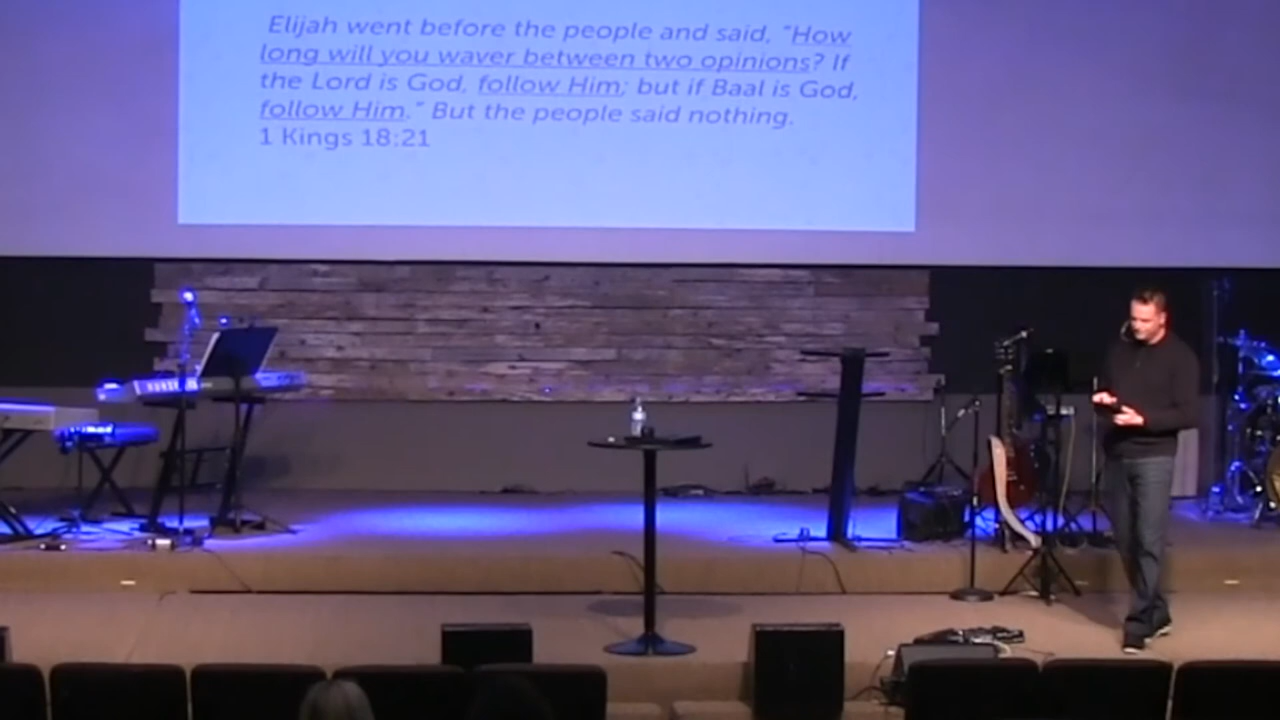 Elijah went before the people and said, "How
long will you waver between two opinions? If
the Lord is God, follow Him; but if Baal is God,
follow Him." But the people said nothing.
1 Kings 18:21